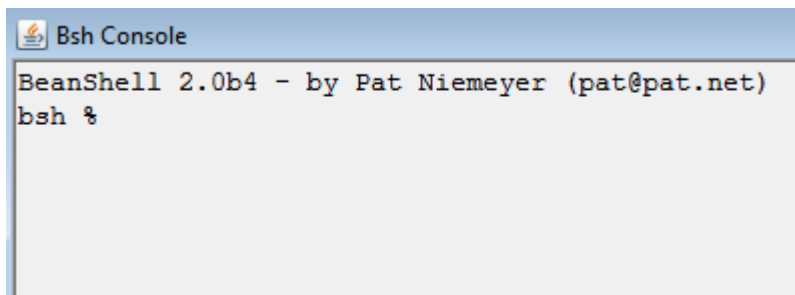 Bsh Console
BeanShell 2.0b4 - by Pat Niemeyer (pat@pat.net)
bsh %